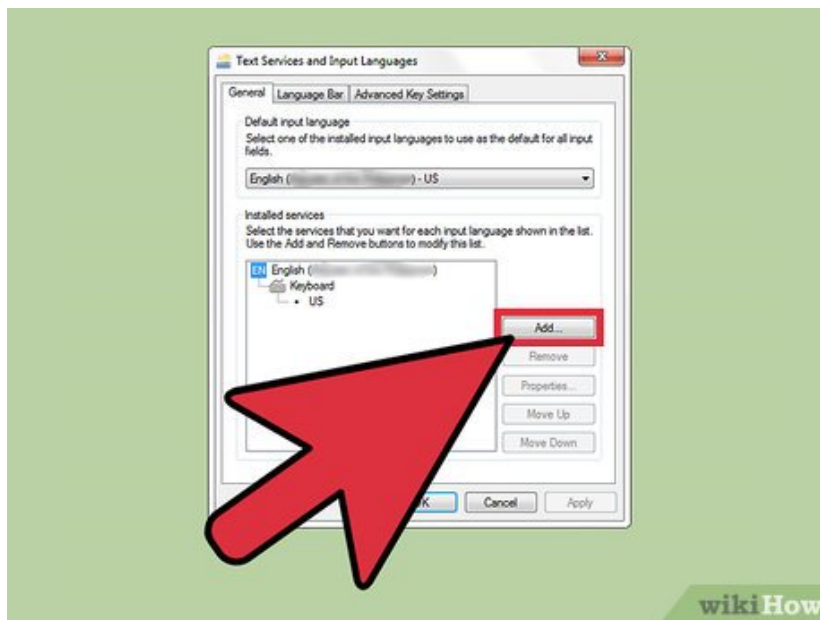 Text Services and Input Languages
General Language Bar Advanced Key Settings
Default input language
Select one of the installed input languages to use as the default for all input
fields.
English ( ) - US
Installed services
Select the services that you want for each input language shown in the list.
Use the Add and Remove buttons to modify this list.
EN English ( )
Keyboard
• US
Add...
Remove
Properties...
Move Up
Move Down
Cancel Apply
wikiHow